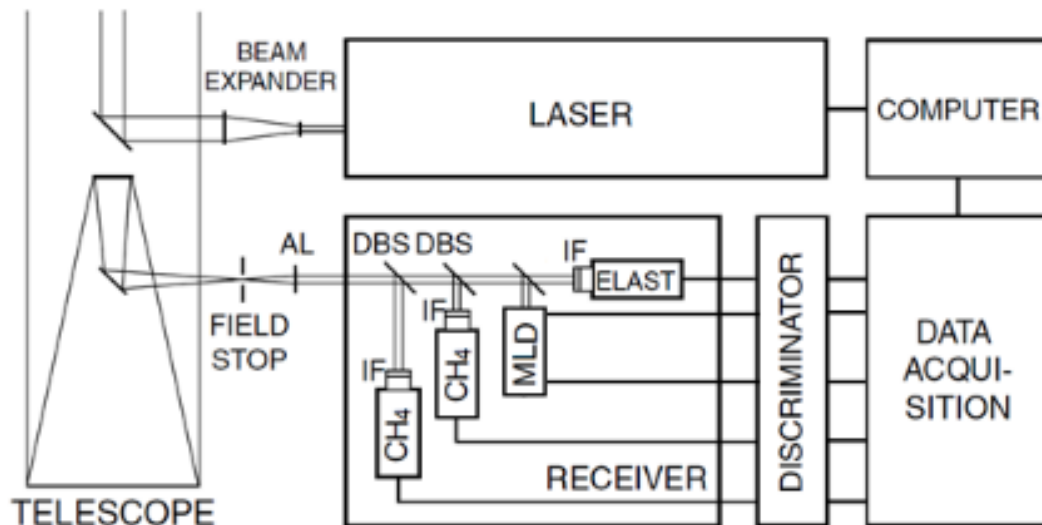 BEAM
EXPANDER
LASER
COMPUTER
AL
DBS DBS
IF
ELAST
FIELD
STOP
IF
CH₄
MLD
IF
CH₄
RECEIVER
DISCRIMINATOR
DATA
ACQUI-
SITION
TELESCOPE